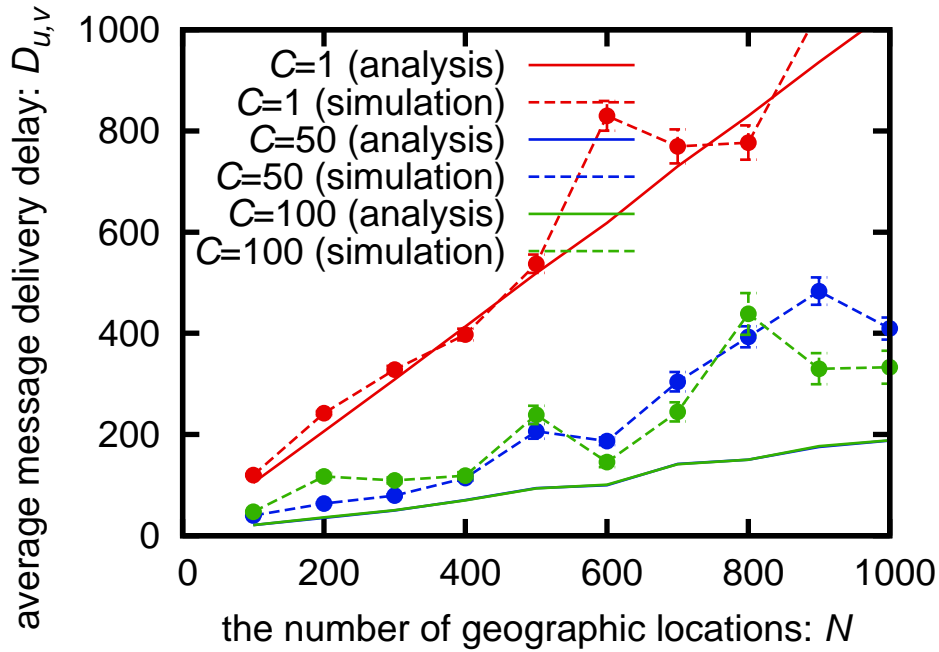 average message delivery delay: D_{u,v}
1000
800
600
400
200
0
C=1 (analysis)
C=1 (simulation)
C=50 (analysis)
C=50 (simulation)
C=100 (analysis)
C=100 (simulation)
0 200 400 600 800 1000
the number of geographic locations: N